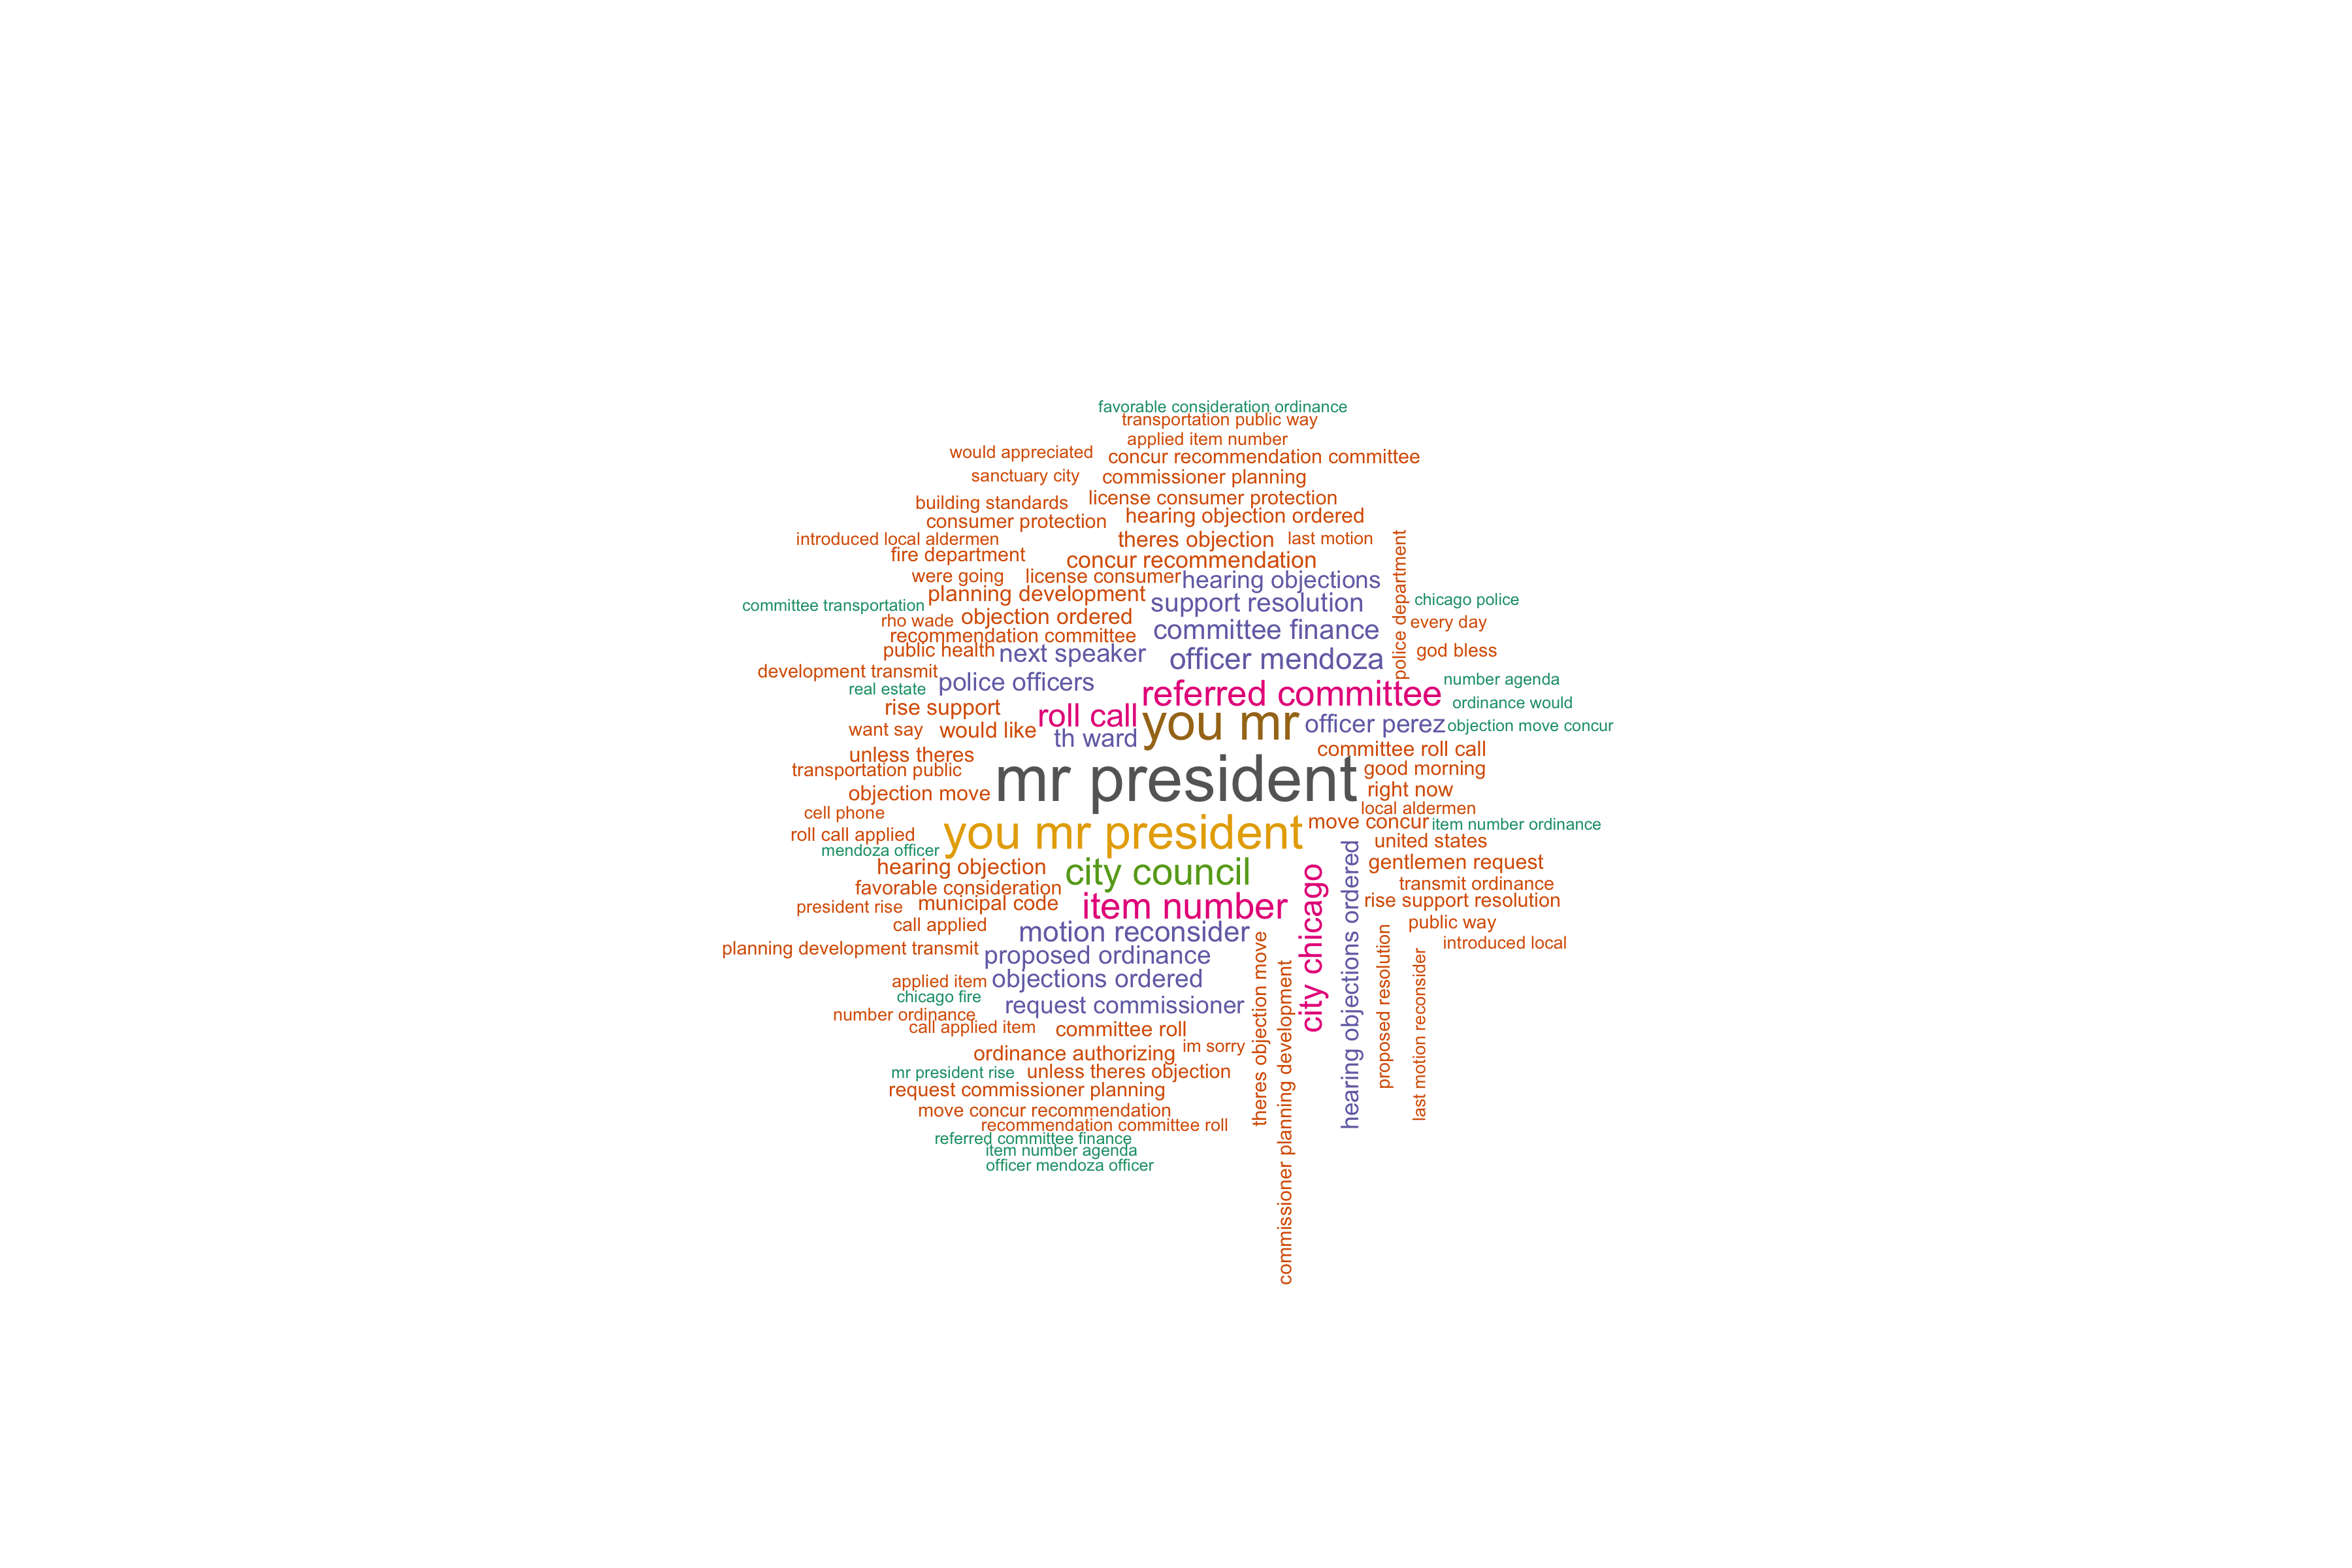 favorable consideration ordinance
transportation public way
applied item number
would appreciated
concur recommendation committee
sanctuary city
commissioner planning
building standards
license consumer protection
consumer protection
hearing objection ordered
introduced local aldermen
theres objection
last motion
fire department
concur recommendation
police department
were going
license consumer
hearing objections
planning development
support resolution
committee transportation
chicago police
rho wade
objection ordered
committee finance
every day
recommendation committee
public health
next speaker
officer mendoza
god bless
development transmit
real estate
police officers
referred committee
number agenda
rise support
roll call
you mr
officer perez
ordinance would
want say
would like
th ward
objection move concur
unless theres
committee roll call
transportation public
mr president
good morning
objection move
right now
cell phone
local aldermen
roll call applied
you mr president
move concur
item number ordinance
mendoza officer
united states
hearing objection
city council
gentlemen request
favorable consideration
transmit ordinance
president rise
municipal code
item number
city chicago
hearing objections ordered
rise support resolution
call applied
motion reconsider
public way
planning development transmit
proposed ordinance
introduced local
applied item
objections ordered
theres objection move
commissioner planning development
proposed resolution
last motion reconsider
chicago fire
request commissioner
number ordinance
call applied item
committee roll
im sorry
ordinance authorizing
mr president rise
unless theres objection
request commissioner planning
move concur recommendation
recommendation committee roll
referred committee finance
item number agenda
officer mendoza officer